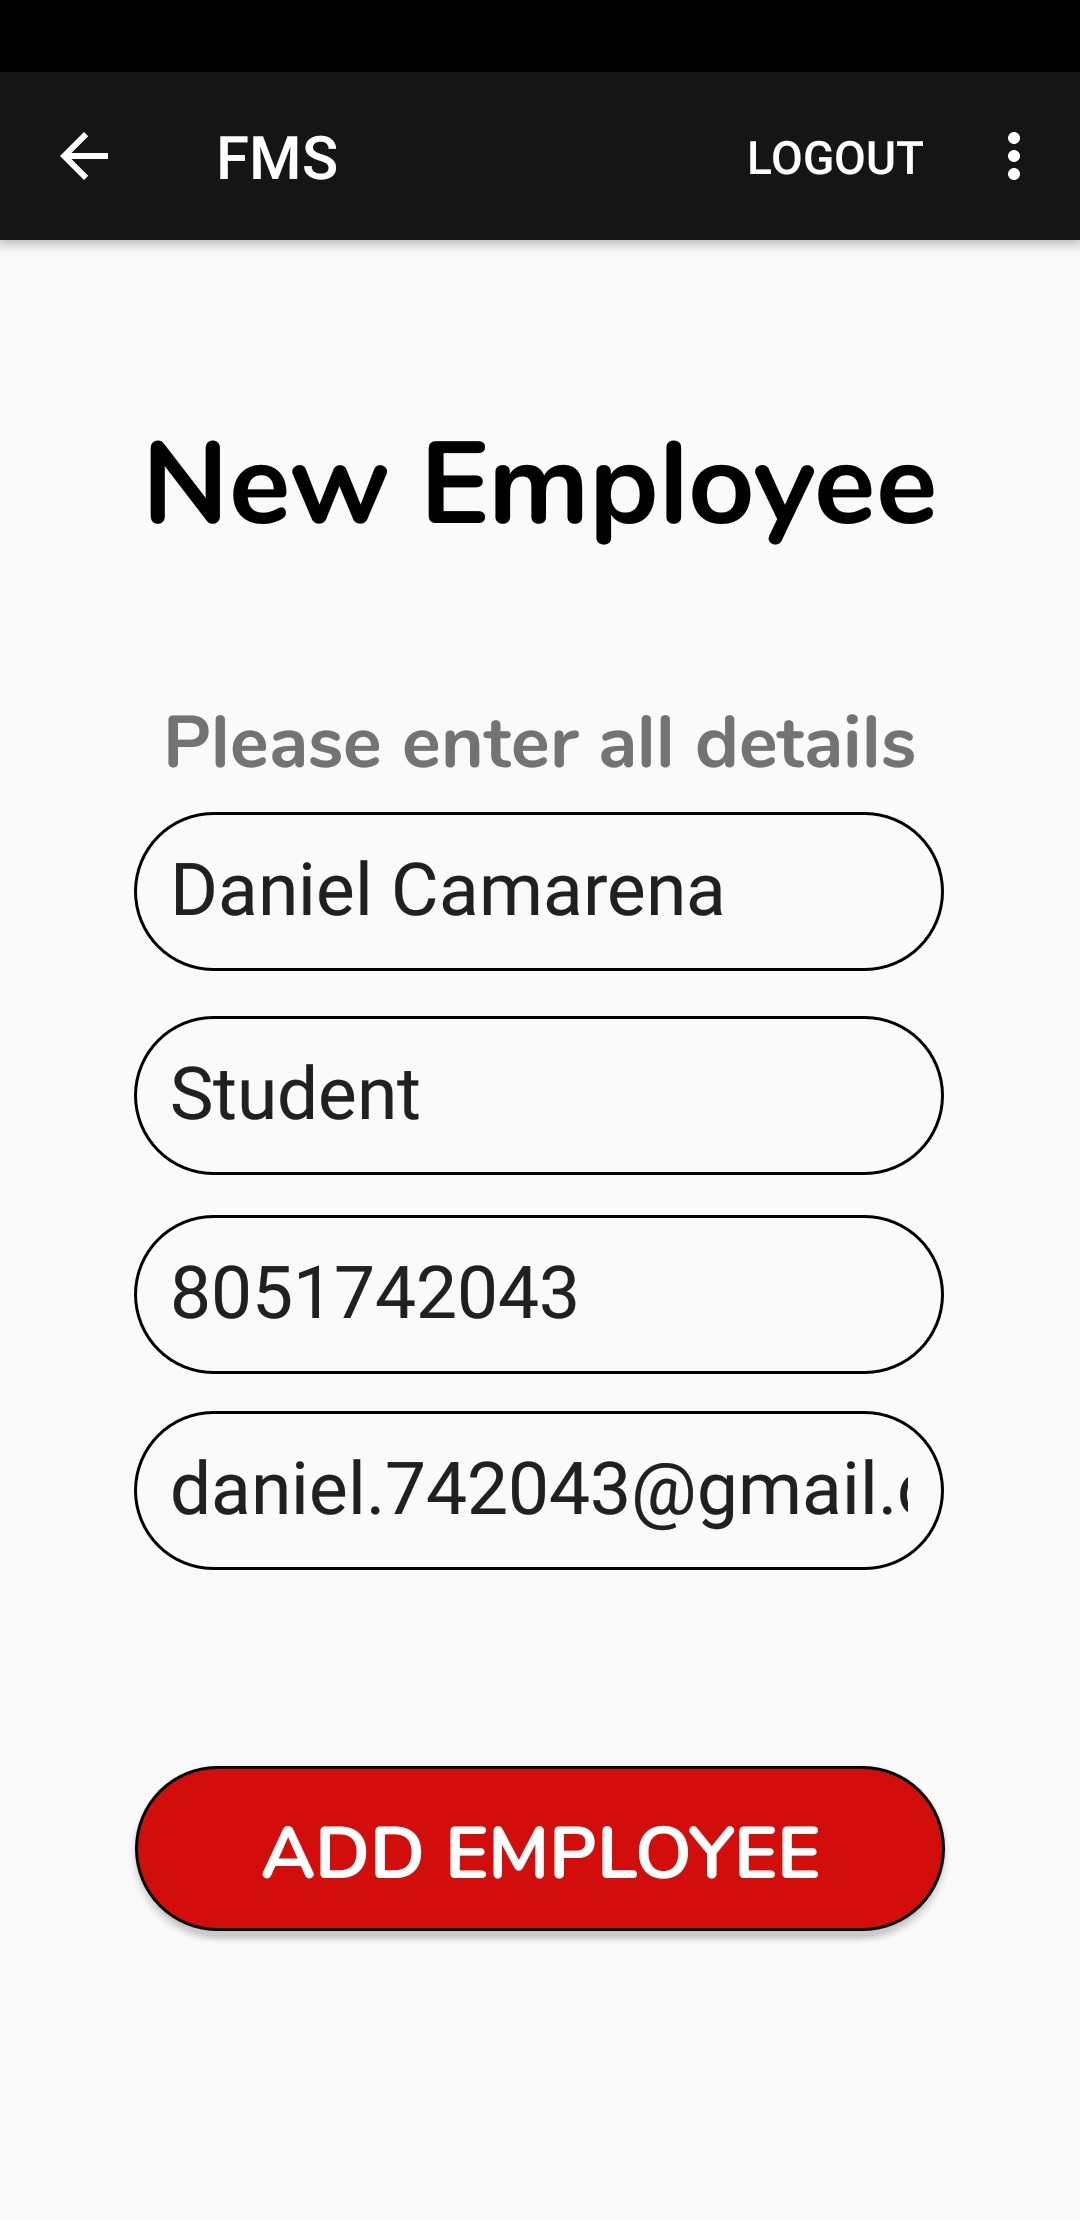 FMS LOGOUT
New Employee
Please enter all details
Daniel Camarena
Student
8051742043
daniel.742043@gmail.
ADD EMPLOYEE